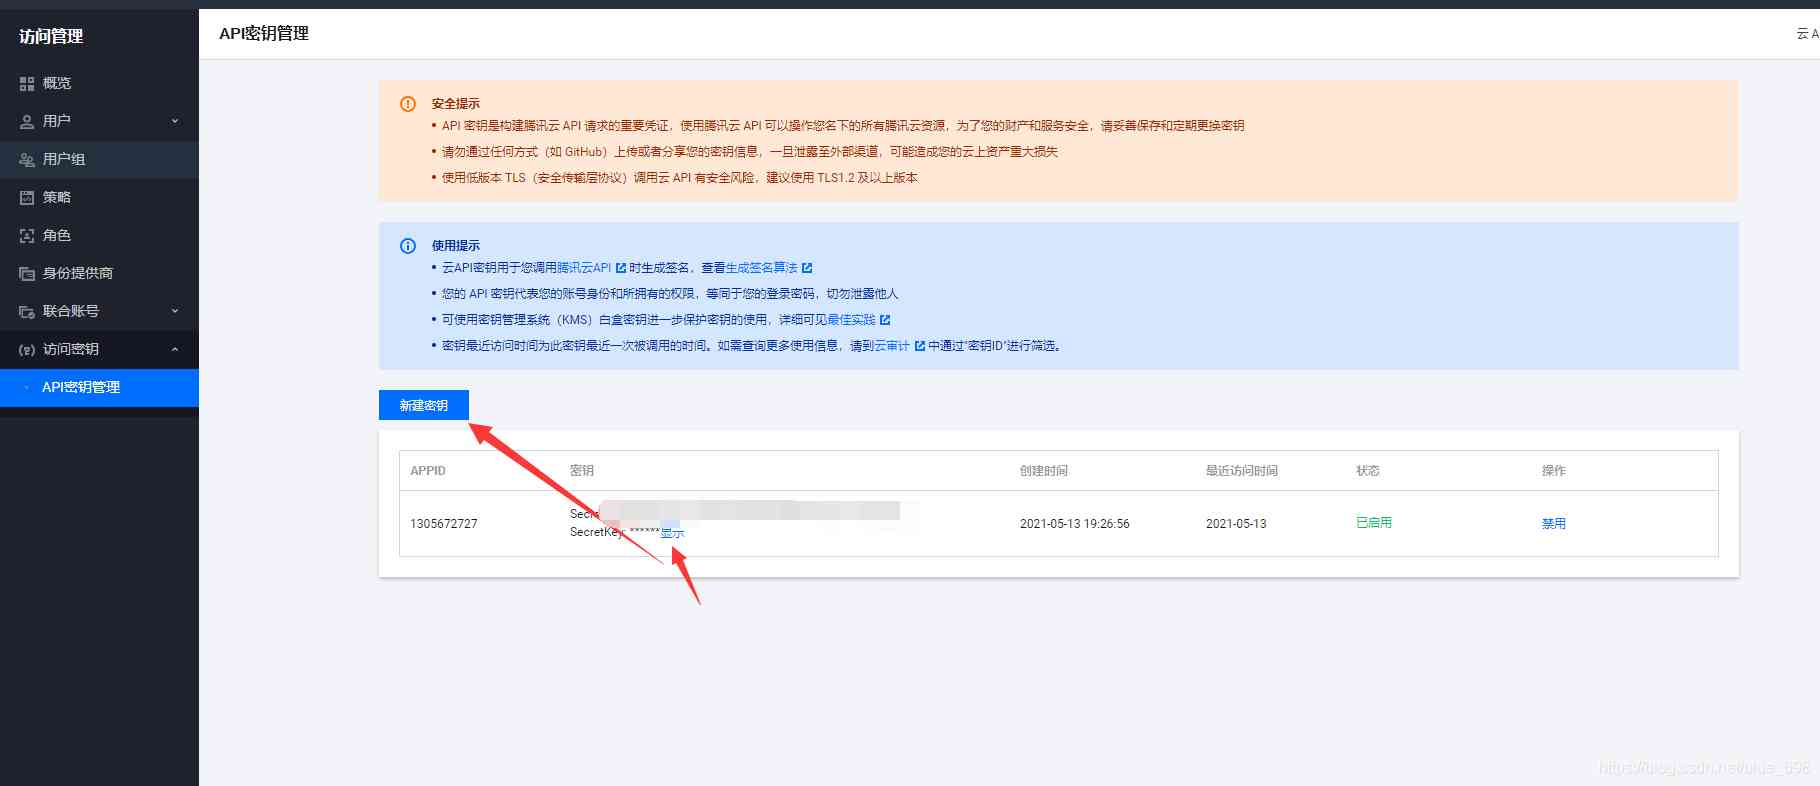 访问管理
概览
用户
用户组
策略
角色
身份提供商
联合账号
访问密钥
API密钥管理
API密钥管理
云 A
安全提示
• API 密钥是构建腾讯云 API 请求的重要凭证，使用腾讯云 API 可以操作您名下的所有腾讯云资源，为了您的财产和服务安全，请妥善保存和定期更换密钥
• 请勿通过任何方式（如 GitHub）上传或者分享您的密钥信息，一旦泄露至外部渠道，可能造成您的云上资产重大损失
• 使用低版本 TLS（安全传输层协议）调用云 API 有安全风险，建议使用 TLS1.2 及以上版本
使用提示
• 云API密钥用于您调用腾讯云API 时生成签名，查看生成签名算法
• 您的 API 密钥代表您的账号身份和所拥有的权限，等同于您的登录密码，切勿泄露他人
• 可使用密钥管理系统（KMS）白盒密钥进一步保护密钥的使用，详细可见最佳实践
• 密钥最近访问时间为此密钥最近一次被调用的时间。如需查询更多使用信息，请到云审计 中通过"密钥ID"进行筛选。
新建密钥
APPID 密钥 创建时间 最近访问时间 状态 操作
1305672727 2021-05-13 19:26:56 2021-05-13 已启用 禁用
SecretKey: ******显示